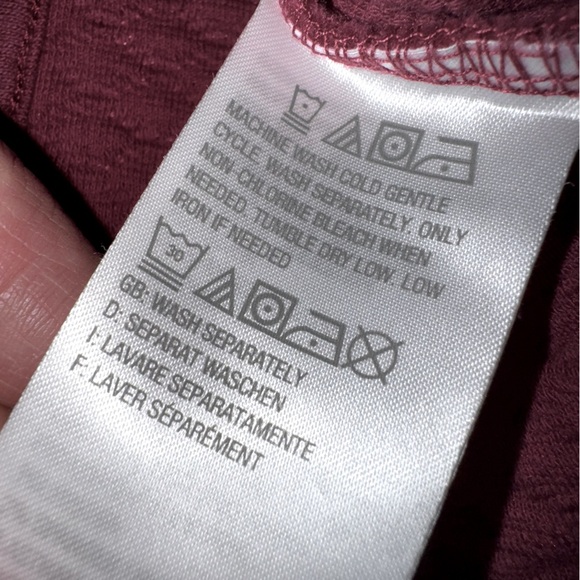 MACHINE WASH COLD GENTLE
CYCLE. WASH SEPARATELY. ONLY
NON-CHLORINE BLEACH WHEN
NEEDED. TUMBLE DRY LOW. LOW
IRON IF NEEDED
30
GB: WASH SEPARATELY
D: SEPARAT WASCHEN
I: LAVARE SEPARATAMENTE
F: LAVER SÉPARÉMENT